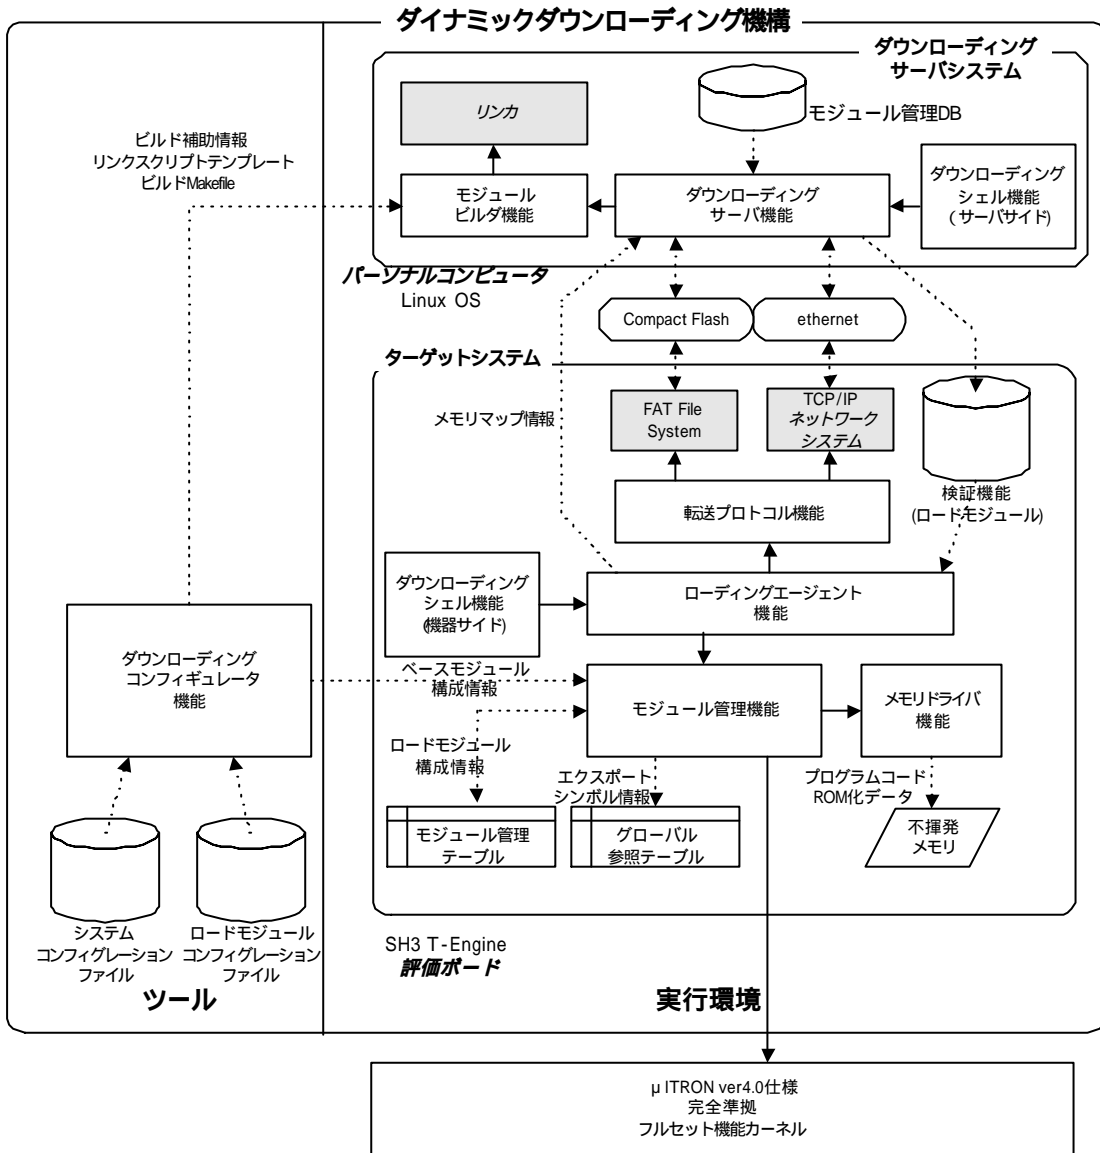 ダイナミックダウンローディング機構
ダウンローディング
サーバシステム
リンカ
モジュール管理DB
ビルド補助情報
リンクスクリプトテンプレート
ビルドMakefile
モジュール
ビルダ機能
ダウンローディング
サーバ機能
ダウンローディング
シェル機能
(サーバサイド)
パーソナルコンピュータ
Linux OS
Compact Flash
ethernet
ターゲットシステム
メモリマップ情報
FAT File
System
TCP/IP
ネットワーク
システム
検証機能
(ロードモジュール)
転送プロトコル機能
ダウンローディング
シェル機能
(機器サイド)
ローディングエージェント
機能
ダウンローディング
コンフィギュレータ
機能
ベースモジュール
構成情報
モジュール管理機能
メモリドライバ
機能
ロードモジュール
構成情報
エクスポート
シンボル情報
プログラムコード
ROM化データ
モジュール管理
テーブル
グローバル
参照テーブル
不揮発
メモリ
システム
コンフィグレーション
ファイル
ロードモジュール
コンフィグレーション
ファイル
SH3 T-Engine
評価ボード
ツール
実行環境
μITRON ver4.0仕様
完全準拠
フルセット機能カーネル